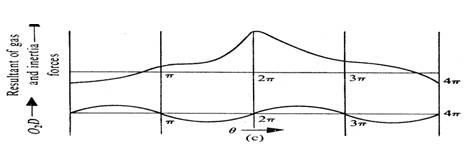 Resultant of gas
and inertia
forces
π
2π
3π
4π
O₂D
π
2π
3π
4π
θ
(c)